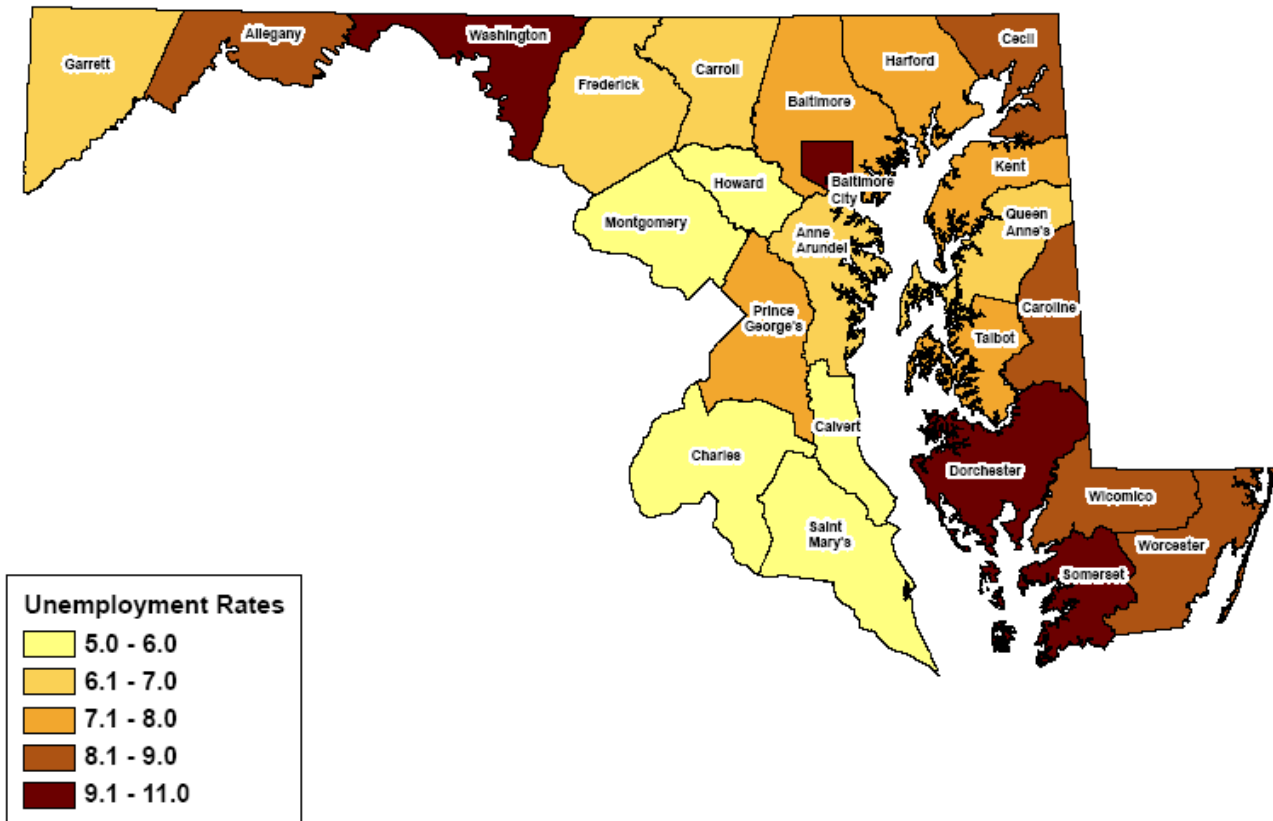 Garrett
Allegany
Washington
Frederick
Carroll
Baltimore
Harford
Cecil
Baltimore
City
Kent
Howard
Montgomery
Queen
Anne's
Anne
Arundel
Prince
George's
Caroline
Talbot
Calvert
Charles
Dorchester
Saint
Mary's
Wicomico
Worcester
Somerset
Unemployment Rates
5.0 - 6.0
6.1 - 7.0
7.1 - 8.0
8.1 - 9.0
9.1 - 11.0